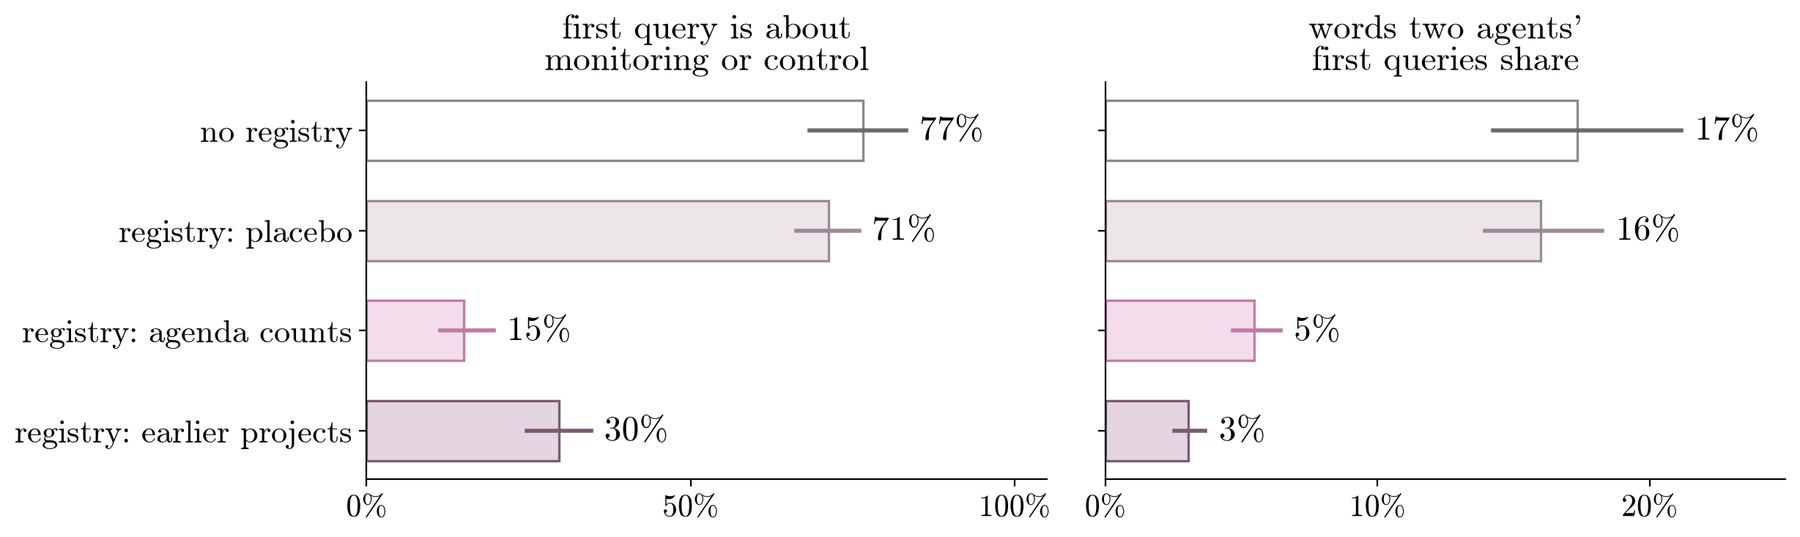 first query is about
monitoring or control
words two agents’
first queries share
no registry
77%
17%
registry: placebo
71%
16%
registry: agenda counts
15%
5%
registry: earlier projects
30%
3%
0%
50%
100%
0%
10%
20%